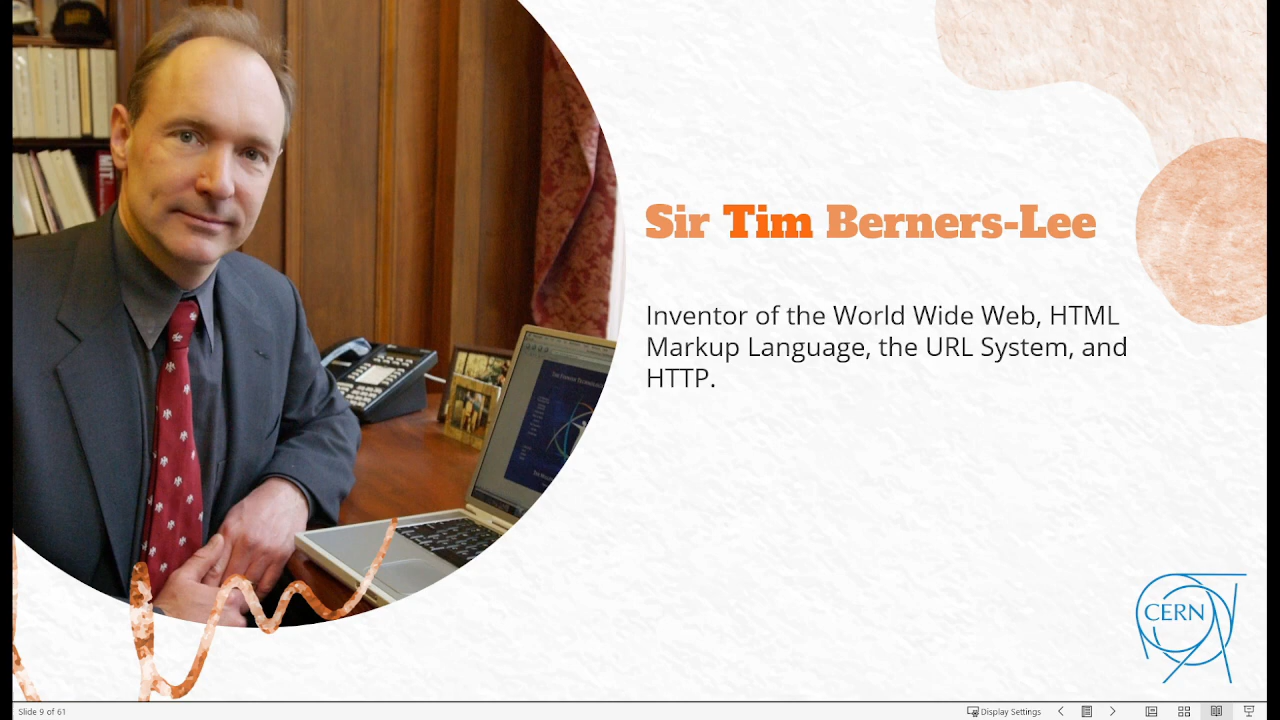 Sir Tim Berners-Lee
Inventor of the World Wide Web, HTML
Markup Language, the URL System, and
HTTP.
CERN
Slide 9 of 61
Display Settings